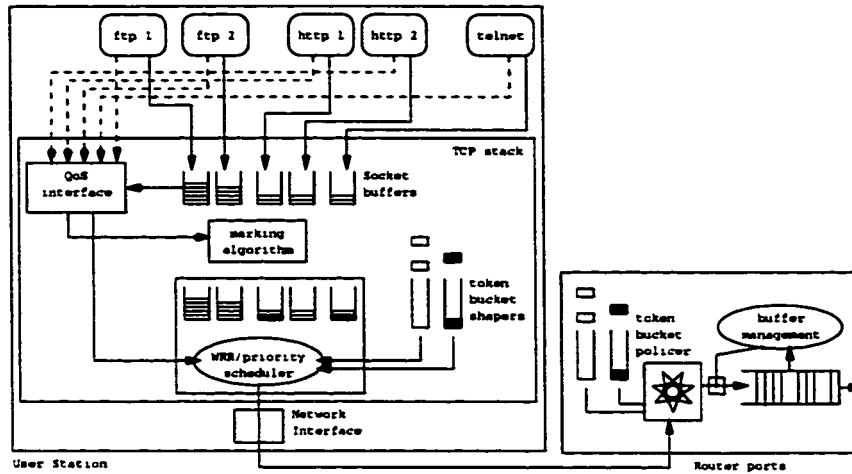 ftp 1
ftp 2
http 1
http 2
telnet
TCP stack
QoS
interface
Socket
buffers
marking
algorithm
token
bucket
shapers
WRR/priority
scheduler
Network
Interface
User Station
token
bucket
policer
buffer
management
Router ports